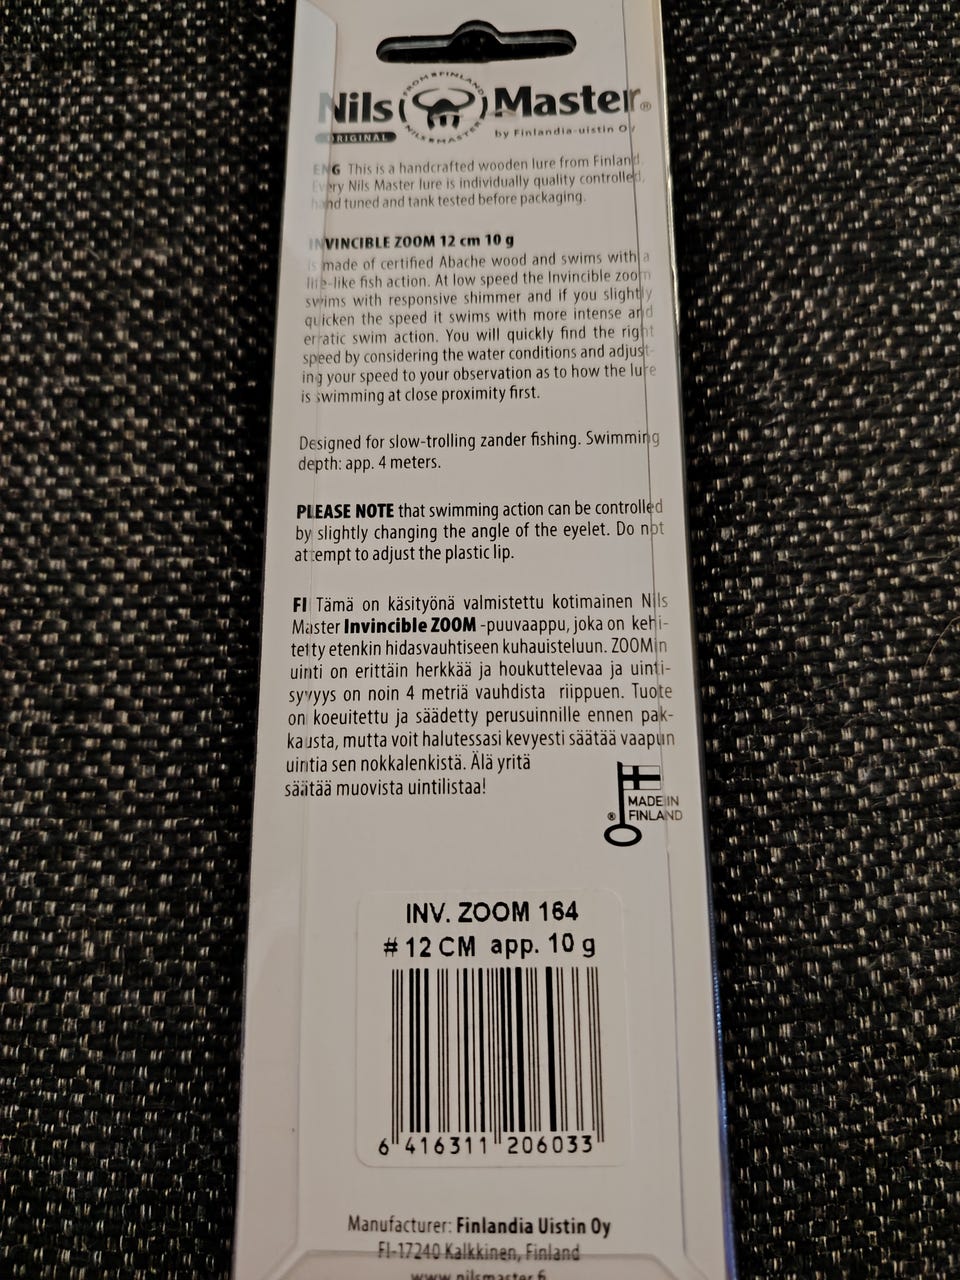 Nils Master®
FROM FINLAND
NILS MASTER
ORIGINAL
by Finlandia-uistin Oy
ENG This is a handcrafted wooden lure from Finland.
Every Nils Master lure is individually quality controlled,
hand tuned and tank tested before packaging.
INVINCIBLE ZOOM 12 cm 10 g
is made of certified Abache wood and swims with a
life-like fish action. At low speed the Invincible zoom
swims with responsive shimmer and if you slightly
quicken the speed it swims with more intense and
erratic swim action. You will quickly find the right
speed by considering the water conditions and adjust-
ing your speed to your observation as to how the lure
is swimming at close proximity first.
Designed for slow-trolling zander fishing. Swimming
depth: app. 4 meters.
PLEASE NOTE that swimming action can be controlled
by slightly changing the angle of the eyelet. Do not
attempt to adjust the plastic lip.
FI Tämä on käsityönä valmistettu kotimainen Nils
Master Invincible ZOOM -puuvaappu, joka on kehi-
tetty etenkin hidasvauhtiseen kuhauisteluun. ZOOMin
uinti on erittäin herkkää ja houkuttelevaa ja uinti-
syvyys on noin 4 metriä vauhdista riippuen. Tuote
on koeuitettu ja säädetty perusuinnille ennen pak-
kausta, mutta voit halutessasi kevyesti säätää vaapun
uintia sen nokkalenkistä. Älä yritä
säätää muovista uintilistaa!
MADE IN
® FINLAND
INV. ZOOM 164
# 12 CM app. 10 g
6 416311 206033
Manufacturer: Finlandia Uistin Oy
FI-17240 Kalkkinen, Finland
www.nilsmaster.fi